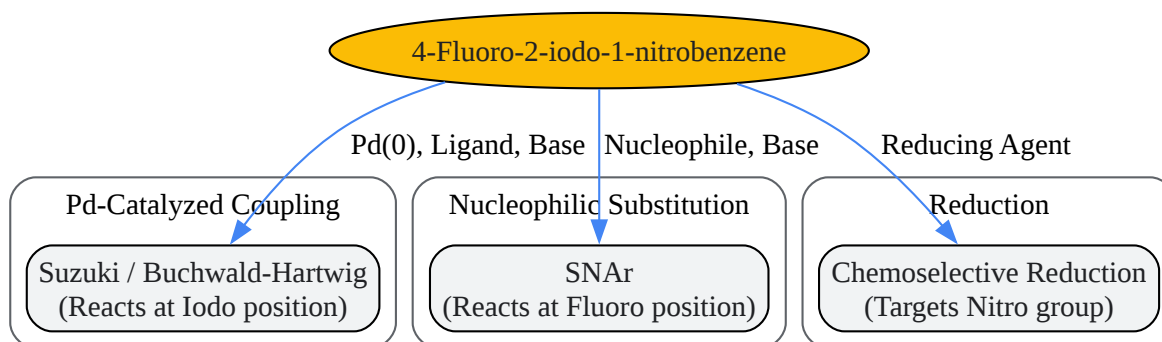 4-Fluoro-2-iodo-1-nitrobenzene
Pd(0), Ligand, Base
Nucleophile, Base
Reducing Agent
Pd-Catalyzed Coupling
Nucleophilic Substitution
Reduction
Suzuki / Buchwald-Hartwig
(Reacts at Iodo position)
SNAr
(Reacts at Fluoro position)
Chemoselective Reduction
(Targets Nitro group)